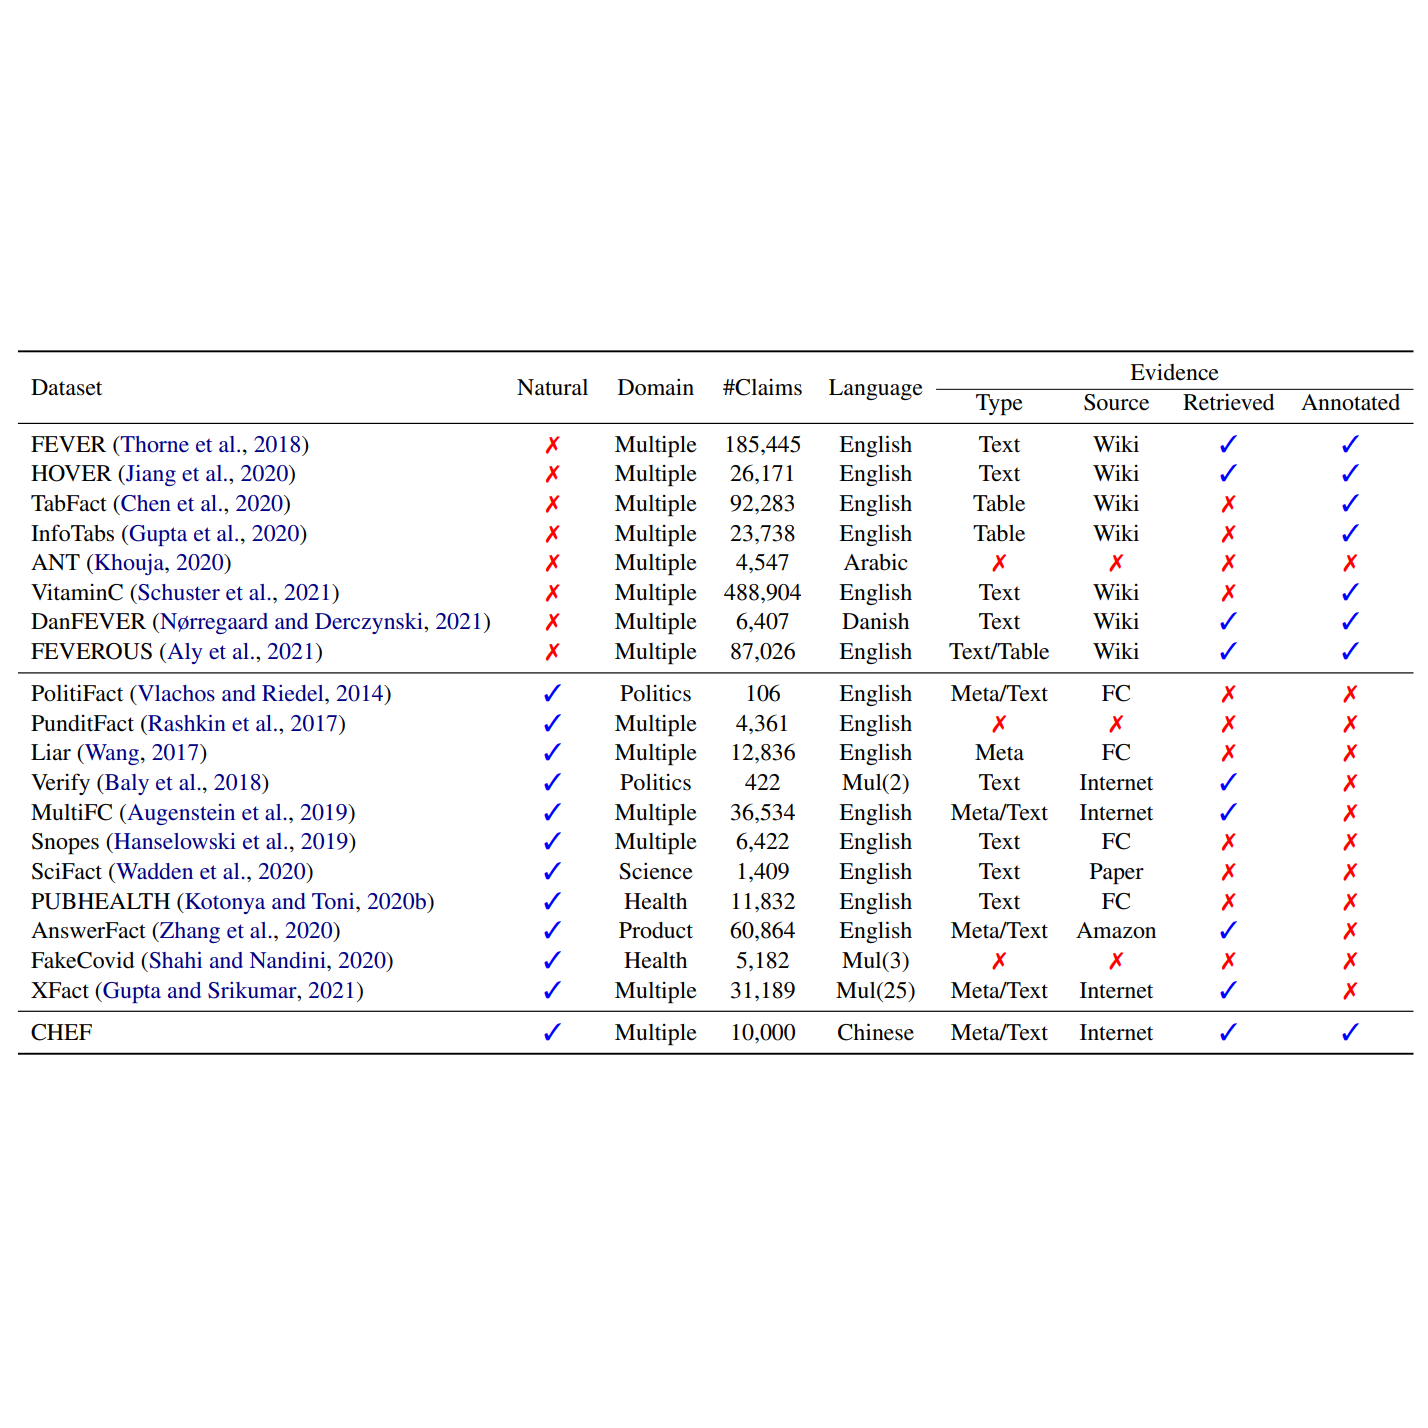 Evidence
Dataset Natural Domain #Claims Language
Type Source Retrieved Annotated
FEVER (Thorne et al., 2018) ✗ Multiple 185,445 English Text Wiki ✓ ✓
HOVER (Jiang et al., 2020) ✗ Multiple 26,171 English Text Wiki ✓ ✓
TabFact (Chen et al., 2020) ✗ Multiple 92,283 English Table Wiki ✗ ✓
InfoTabs (Gupta et al., 2020) ✗ Multiple 23,738 English Table Wiki ✗ ✓
ANT (Khouja, 2020) ✗ Multiple 4,547 Arabic ✗ ✗ ✗ ✗
VitaminC (Schuster et al., 2021) ✗ Multiple 488,904 English Text Wiki ✗ ✓
DanFEVER (Nørregaard and Derczynski, 2021) ✗ Multiple 6,407 Danish Text Wiki ✓ ✓
FEVEROUS (Aly et al., 2021) ✗ Multiple 87,026 English Text/Table Wiki ✓ ✓
PolitiFact (Vlachos and Riedel, 2014) ✓ Politics 106 English Meta/Text FC ✗ ✗
PunditFact (Rashkin et al., 2017) ✓ Multiple 4,361 English ✗ ✗ ✗ ✗
Liar (Wang, 2017) ✓ Multiple 12,836 English Meta FC ✗ ✗
Verify (Baly et al., 2018) ✓ Politics 422 Mul(2) Text Internet ✓ ✗
MultiFC (Augenstein et al., 2019) ✓ Multiple 36,534 English Meta/Text Internet ✓ ✗
Snopes (Hanselowski et al., 2019) ✓ Multiple 6,422 English Text FC ✗ ✗
SciFact (Wadden et al., 2020) ✓ Science 1,409 English Text Paper ✗ ✗
PUBHEALTH (Kotonya and Toni, 2020b) ✓ Health 11,832 English Text FC ✗ ✗
AnswerFact (Zhang et al., 2020) ✓ Product 60,864 English Meta/Text Amazon ✓ ✗
FakeCovid (Shahi and Nandini, 2020) ✓ Health 5,182 Mul(3) ✗ ✗ ✗ ✗
XFact (Gupta and Srikumar, 2021) ✓ Multiple 31,189 Mul(25) Meta/Text Internet ✓ ✗
CHEF ✓ Multiple 10,000 Chinese Meta/Text Internet ✓ ✓